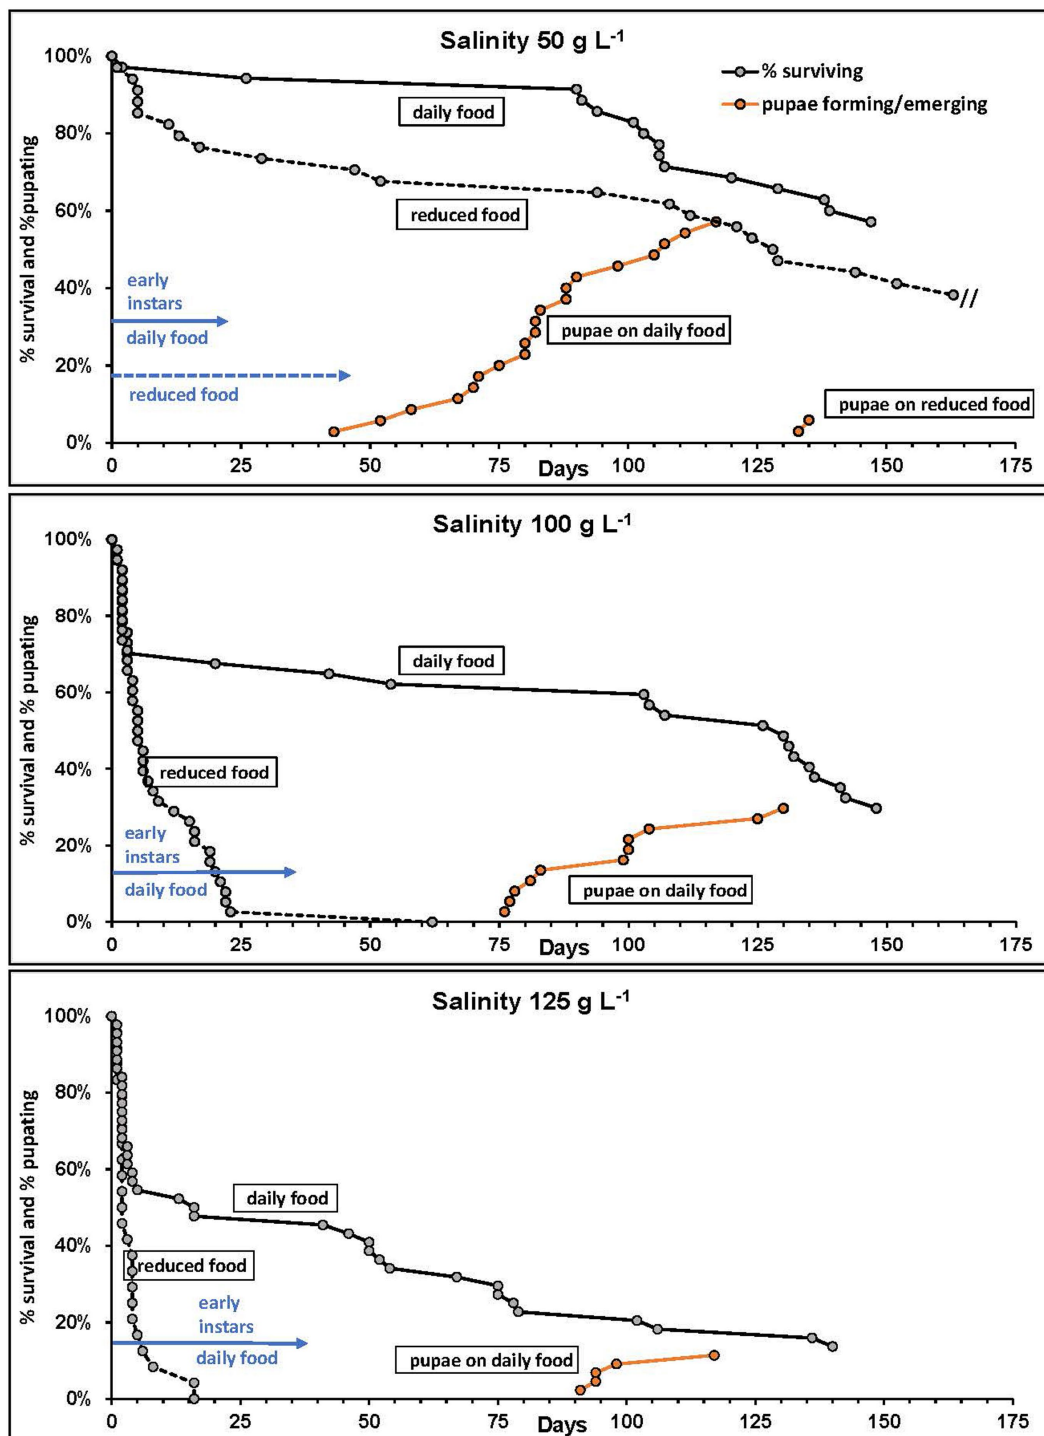 Salinity 50 g L-1
100%
% surviving
pupae forming/emerging
daily food
80%
60%
reduced food
40%
early
instars
daily food
pupae on daily food
20%
reduced food
pupae on reduced food
0%
0 25 50 75 100 125 150 175
Days
% survival and %pupating
Salinity 100 g L-1
100%
80%
daily food
60%
40%
reduced food
20%
early
instars
daily food
pupae on daily food
0%
0 25 50 75 100 125 150 175
Days
% survival and % pupating
Salinity 125 g L-1
100%
80%
60%
daily food
40%
reduced food
early
instars
20%
daily food
pupae on daily food
0%
0 25 50 75 100 125 150 175
Days
% survival and % pupating